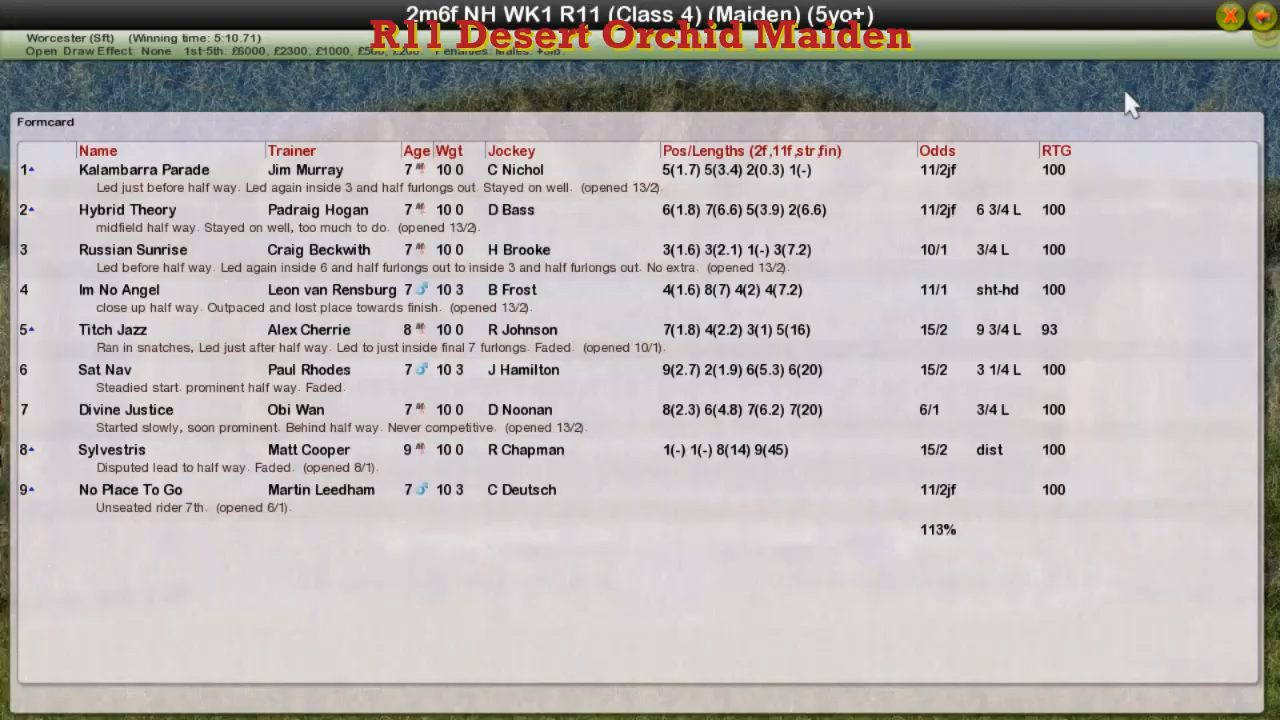 2m6f NH WK1 R11 (Class 4) (Maiden) (5yo+)
R11 Desert Orchid Maiden
Worcester (Sft) (Winning time: 5:10.71)
Open Draw Effect: None 1st-5th: £6000, £2300, £1000, £500, £200. Penalties: Males: +3lb
Formcard
Name Trainer Age Wgt Jockey Pos/Lengths (2f,11f,str,fin) Odds RTG
1 Kalambarra Parade Jim Murray 7 10 0 C Nichol 5(1.7) 5(3.4) 2(0.3) 1(-) 11/2jf 100
Led just before half way. Led again inside 3 and half furlongs out. Stayed on well. (opened 13/2).
2 Hybrid Theory Padraig Hogan 7 10 0 D Bass 6(1.8) 7(6.6) 5(3.9) 2(6.6) 11/2jf 6 3/4 L 100
midfield half way. Stayed on well, too much to do. (opened 13/2).
3 Russian Sunrise Craig Beckwith 7 10 0 H Brooke 3(1.6) 3(2.1) 1(-) 3(7.2) 10/1 3/4 L 100
Led before half way. Led again inside 6 and half furlongs out to inside 3 and half furlongs out. No extra. (opened 13/2).
4 Im No Angel Leon van Rensburg 7 10 3 B Frost 4(1.6) 8(7) 4(2) 4(7.2) 11/1 sht-hd 100
close up half way. Outpaced and lost place towards finish. (opened 13/2).
5 Titch Jazz Alex Cherrie 8 10 0 R Johnson 7(1.8) 4(2.2) 3(1) 5(16) 15/2 9 3/4 L 93
Ran in snatches, Led just after half way. Led to just inside final 7 furlongs. Faded. (opened 10/1).
6 Sat Nav Paul Rhodes 7 10 3 J Hamilton 9(2.7) 2(1.9) 6(5.3) 6(20) 15/2 3 1/4 L 100
Steadied start. prominent half way. Faded.
7 Divine Justice Obi Wan 7 10 0 D Noonan 8(2.3) 6(4.8) 7(6.2) 7(20) 6/1 3/4 L 100
Started slowly, soon prominent. Behind half way. Never competitive. (opened 13/2).
8 Sylvestris Matt Cooper 9 10 0 R Chapman 1(-) 1(-) 8(14) 9(45) 15/2 dist 100
Disputed lead to half way. Faded. (opened 8/1).
9 No Place To Go Martin Leedham 7 10 3 C Deutsch 11/2jf 100
Unseated rider 7th. (opened 6/1).
113%